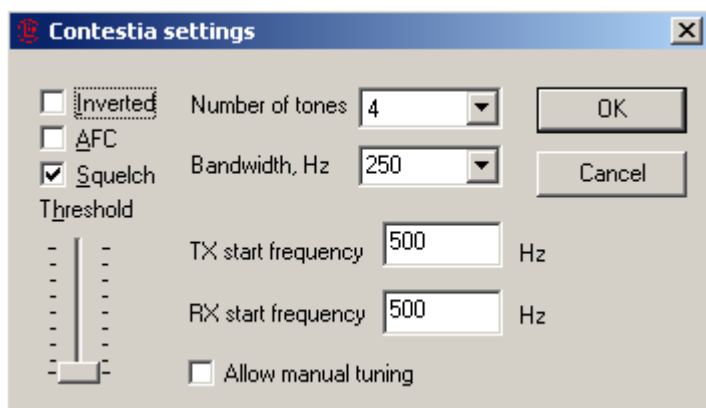 Contestia settings
Inverted
AFC
Squelch
Threshold
Number of tones 4
Bandwidth, Hz 250
TX start frequency 500 Hz
RX start frequency 500 Hz
Allow manual tuning
OK
Cancel